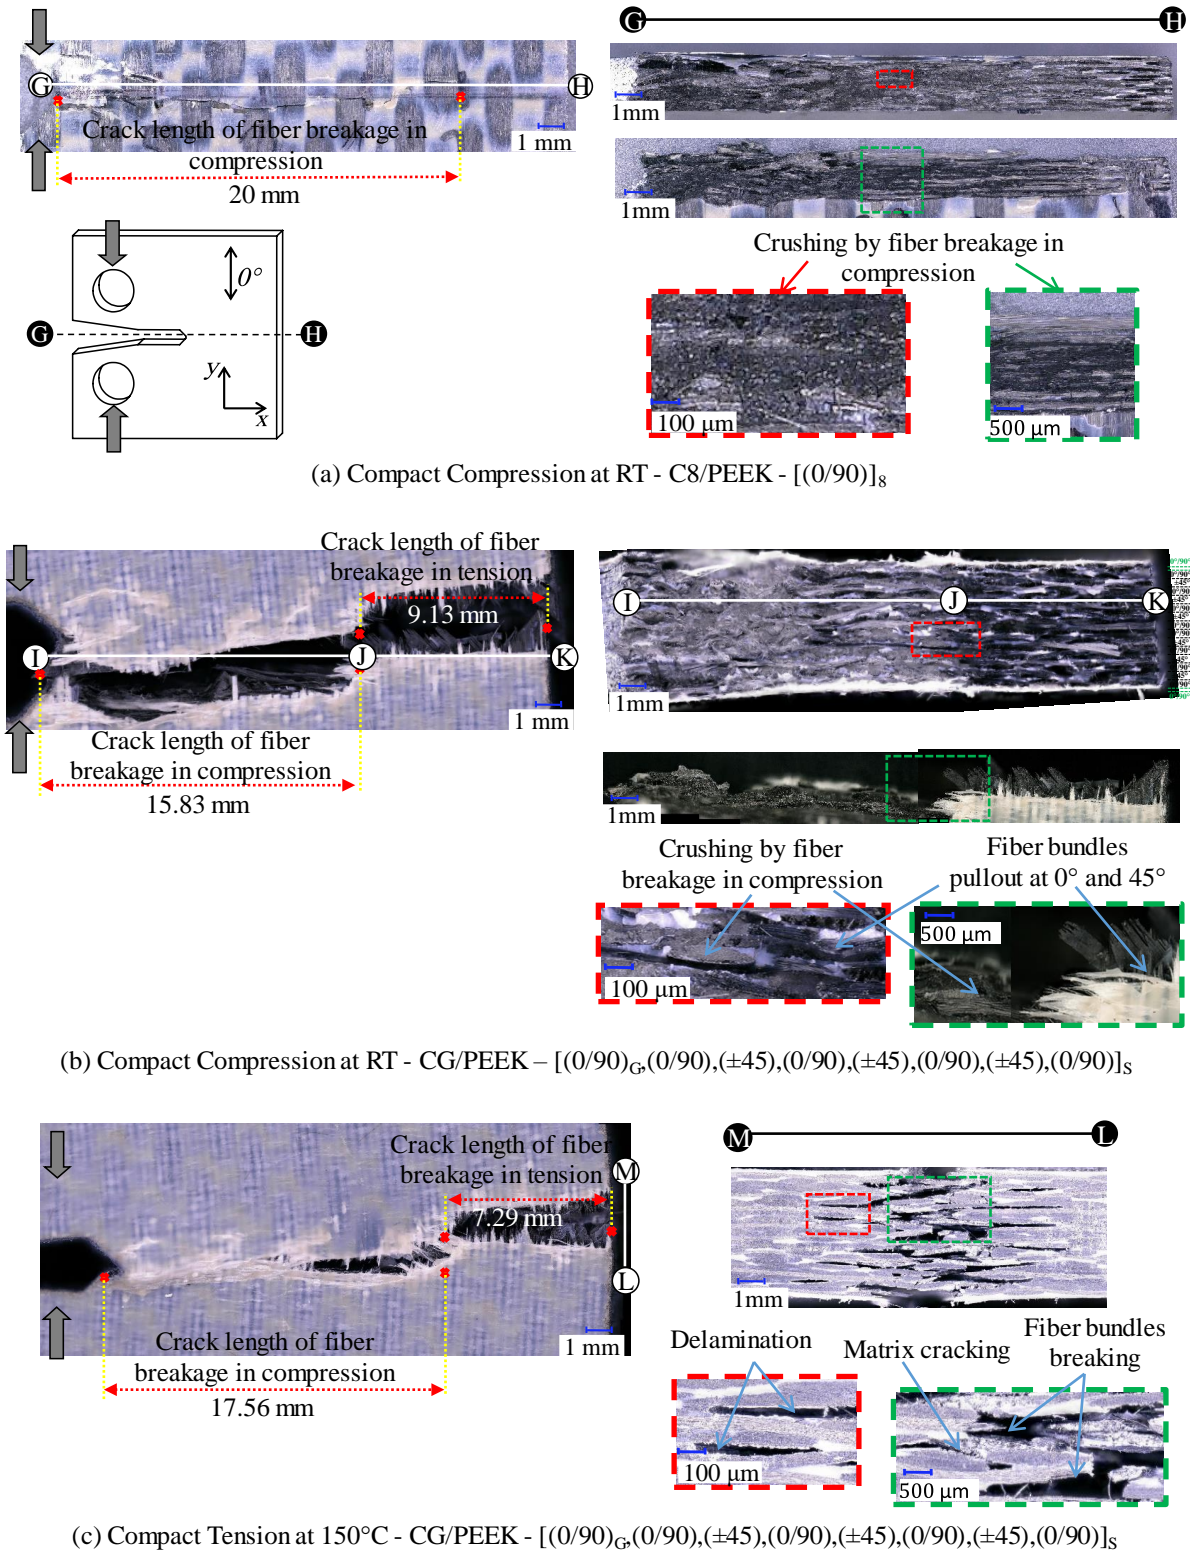 G
H
Crack length of fiber breakage in
compression
1 mm
20 mm
G
H
1mm
1mm
Crushing by fiber breakage in
compression
100 µm
500 µm
0°
G
H
y
x
(a) Compact Compression at RT - C8/PEEK - [(0/90)]8
Crack length of fiber
breakage in tension
9.13 mm
I
J
K
1 mm
Crack length of fiber
breakage in compression
15.83 mm
I
J
K
1mm
1mm
Crushing by fiber
breakage in compression
Fiber bundles
pullout at 0° and 45°
100 µm
500 µm
(b) Compact Compression at RT - CG/PEEK – [(0/90)G,(0/90),(±45),(0/90),(±45),(0/90),(±45),(0/90)]S
Crack length of fiber
breakage in tension
7.29 mm
M
L
1 mm
Crack length of fiber
breakage in compression
17.56 mm
M
L
1mm
Delamination
Matrix cracking
Fiber bundles
breaking
100 µm
500 µm
(c) Compact Tension at 150°C - CG/PEEK - [(0/90)G,(0/90),(±45),(0/90),(±45),(0/90),(±45),(0/90)]S